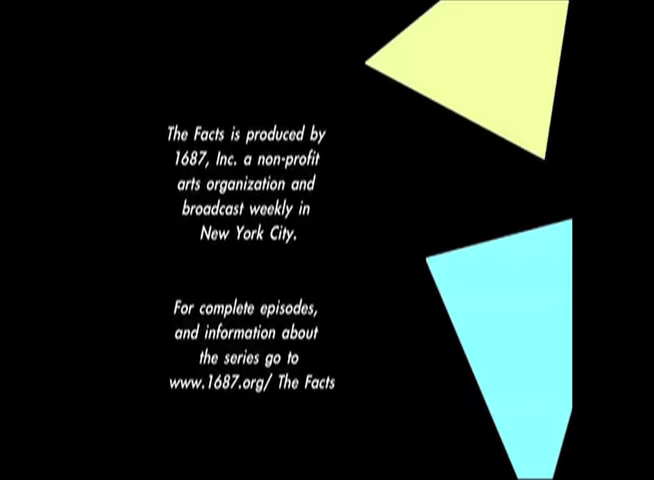 The Facts is produced by
1687, Inc. a non-profit
arts organization and
broadcast weekly in
New York City.
For complete episodes,
and information about
the series go to
www.1687.org/ The Facts